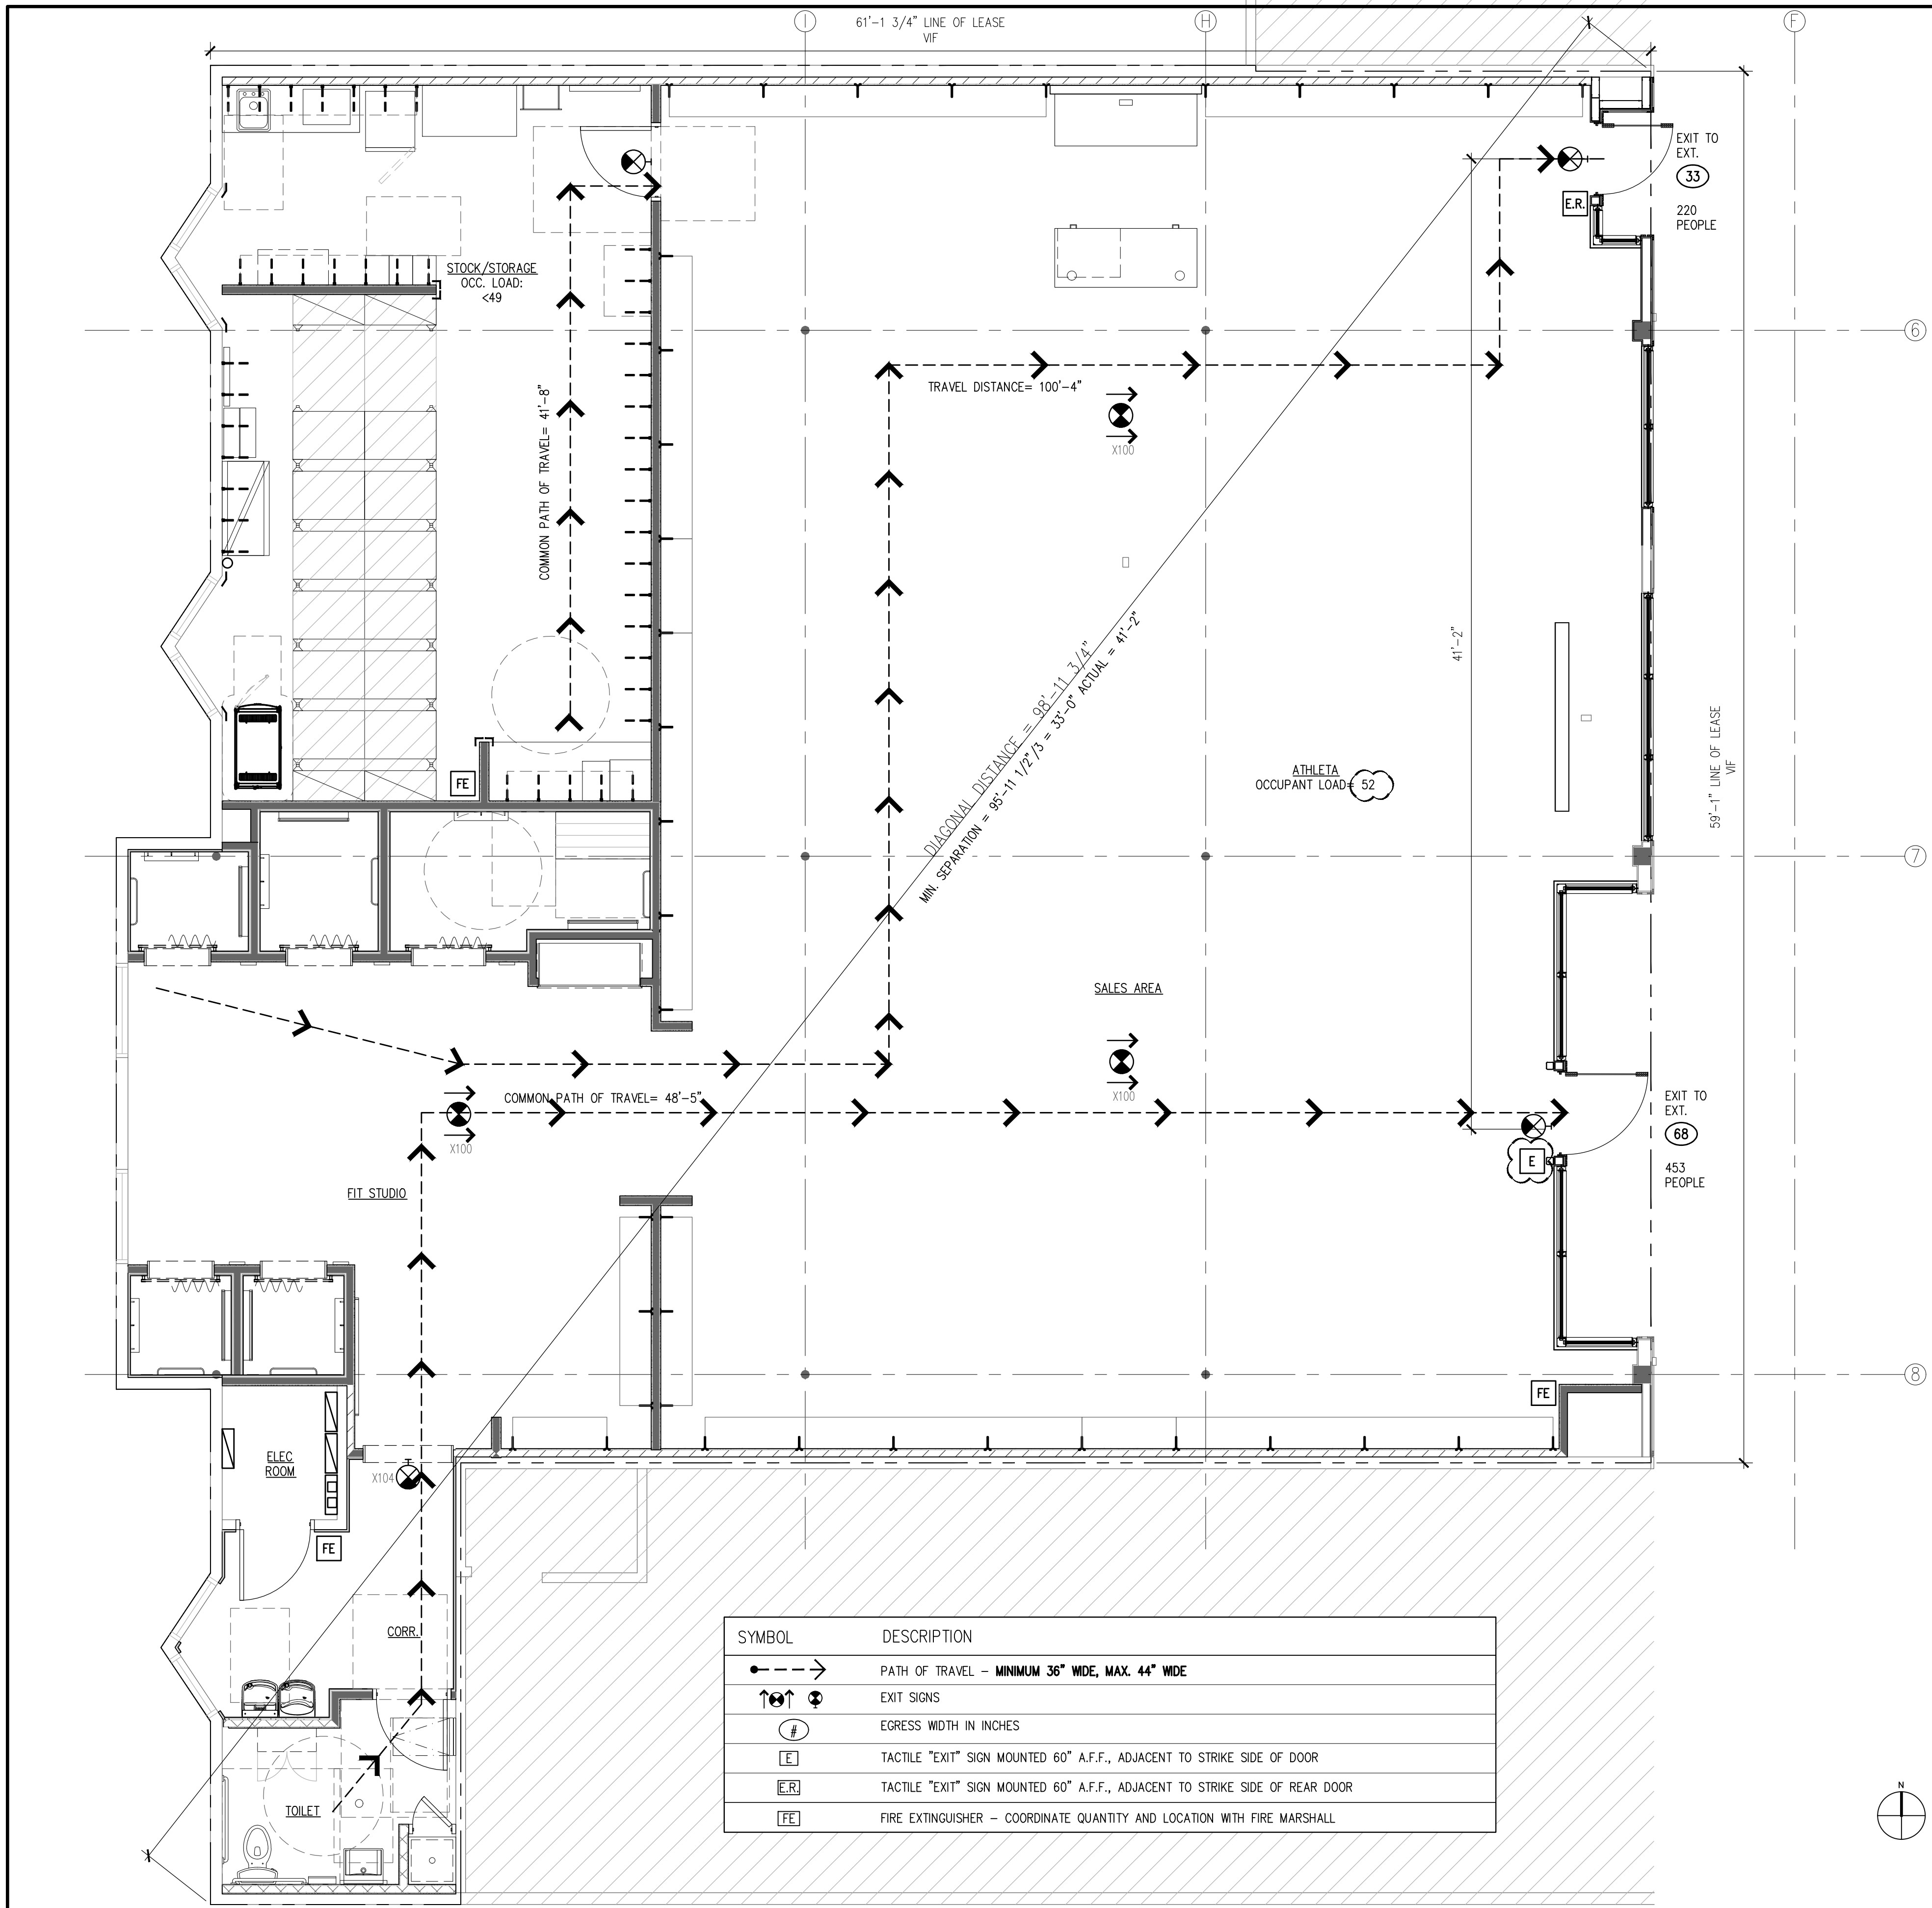 61'-1 3/4" LINE OF LEASE
VIF
I
H
F
EXIT TO
EXT.
33
220
PEOPLE
E.R.
STOCK/STORAGE
OCC. LOAD:
<49
6
COMMON PATH OF TRAVEL= 41'-8"
TRAVEL DISTANCE= 100'-4"
X100
41'-2"
DIAGONAL DISTANCE = 98'-11 3/4"
MIN. SEPARATION = 95'-11 1/2"/3 = 33'-0" ACTUAL = 41'-2"
59'-1" LINE OF LEASE
VIF
FE
ATHLETA
OCCUPANT LOAD= 52
7
SALES AREA
X100
COMMON PATH OF TRAVEL= 48'-5"
X100
EXIT TO
EXT.
68
453
PEOPLE
E
FIT STUDIO
8
FE
ELEC
ROOM
X104
FE
CORR.
TOILET
SYMBOL DESCRIPTION
PATH OF TRAVEL – MINIMUM 36" WIDE, MAX. 44" WIDE
EXIT SIGNS
# EGRESS WIDTH IN INCHES
E TACTILE "EXIT" SIGN MOUNTED 60" A.F.F., ADJACENT TO STRIKE SIDE OF DOOR
E.R. TACTILE "EXIT" SIGN MOUNTED 60" A.F.F., ADJACENT TO STRIKE SIDE OF REAR DOOR
FE FIRE EXTINGUISHER – COORDINATE QUANTITY AND LOCATION WITH FIRE MARSHALL
N